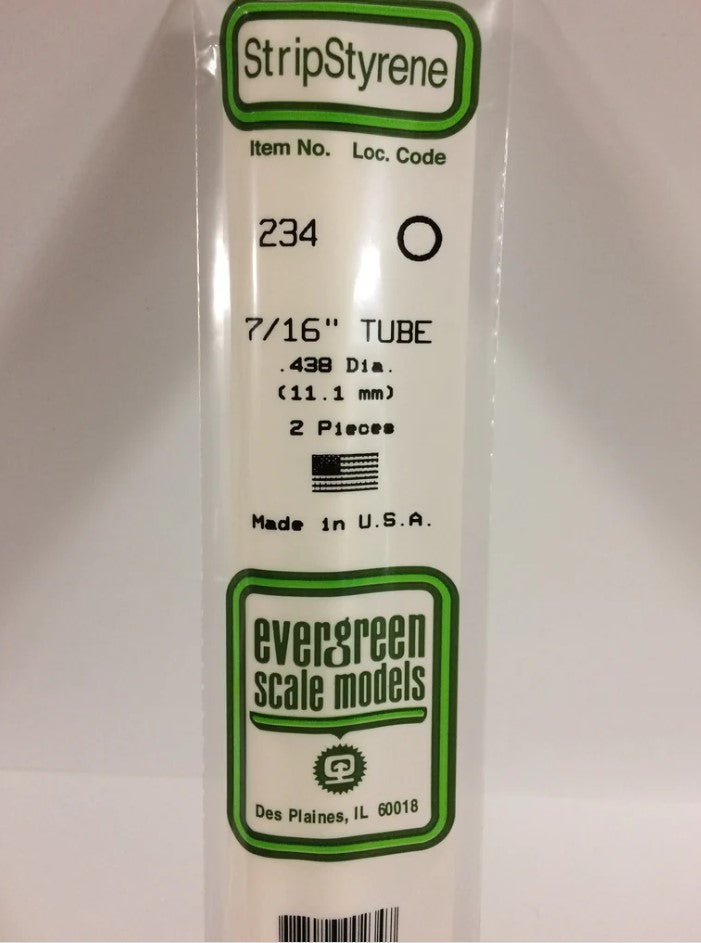 StripStyrene
Item No. Loc. Code
234
7/16" TUBE
.438 Dia.
(11.1 mm)
2 Pieces
Made in U.S.A.
evergreen
scale models
Des Plaines, IL 60018